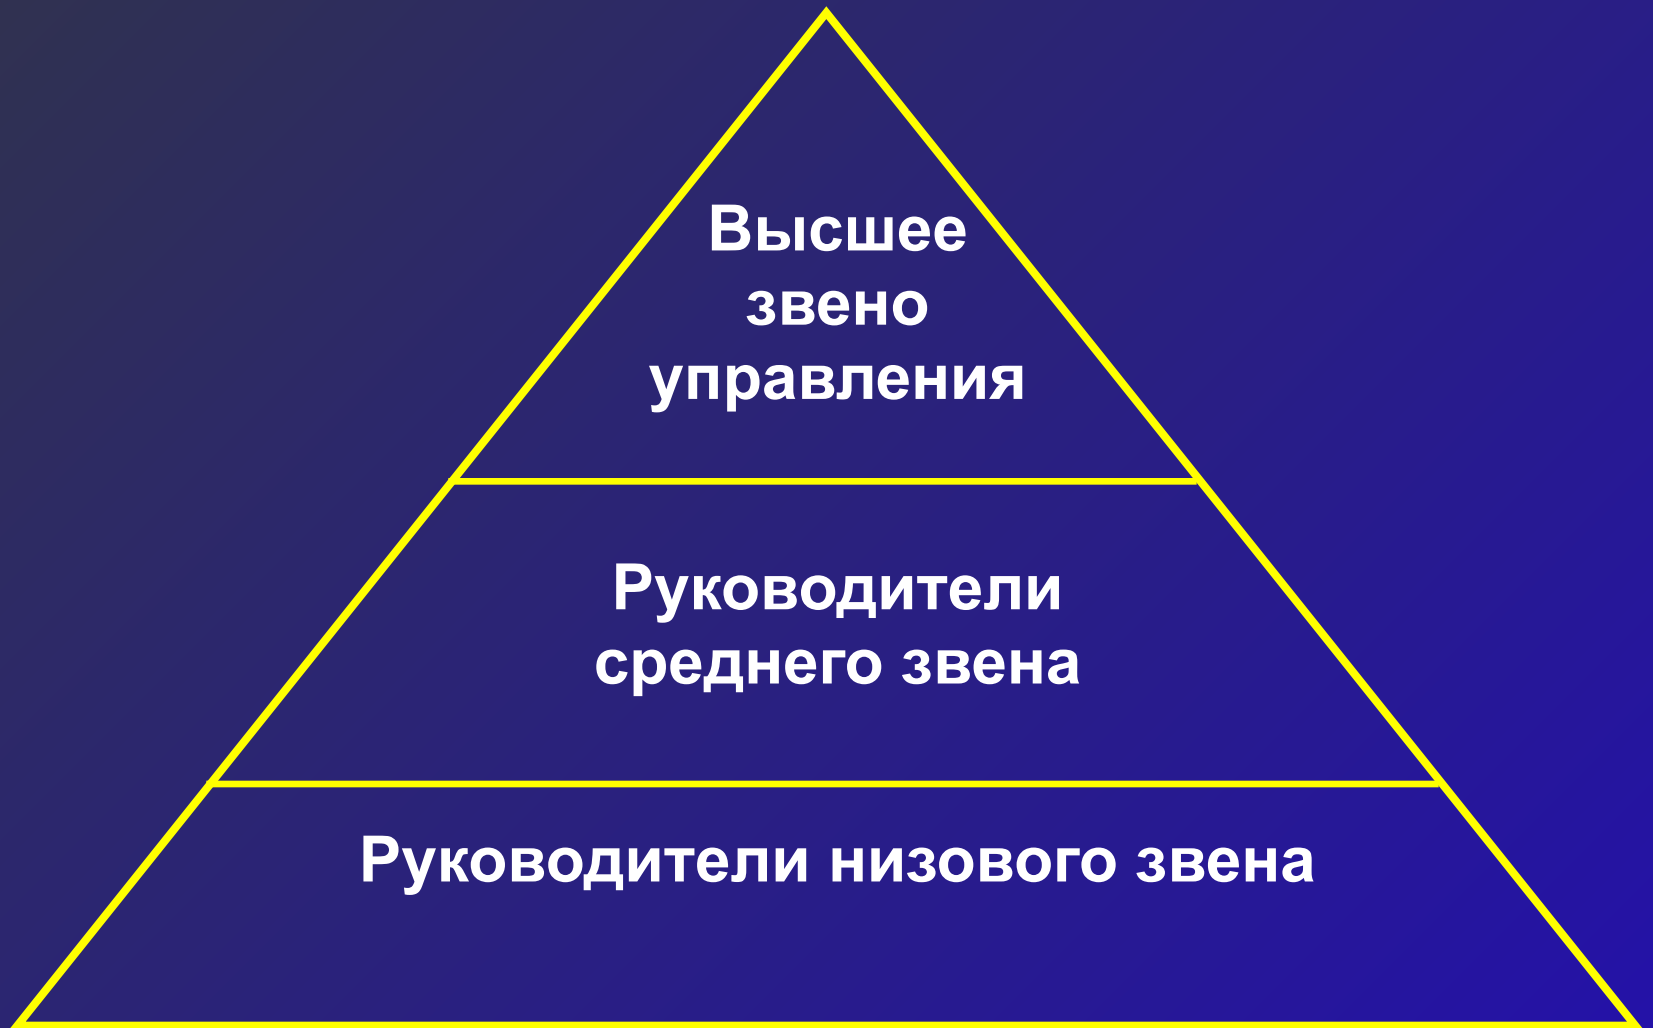 Высшее
звено
управления
Руководители
среднего звена
Руководители низового звена